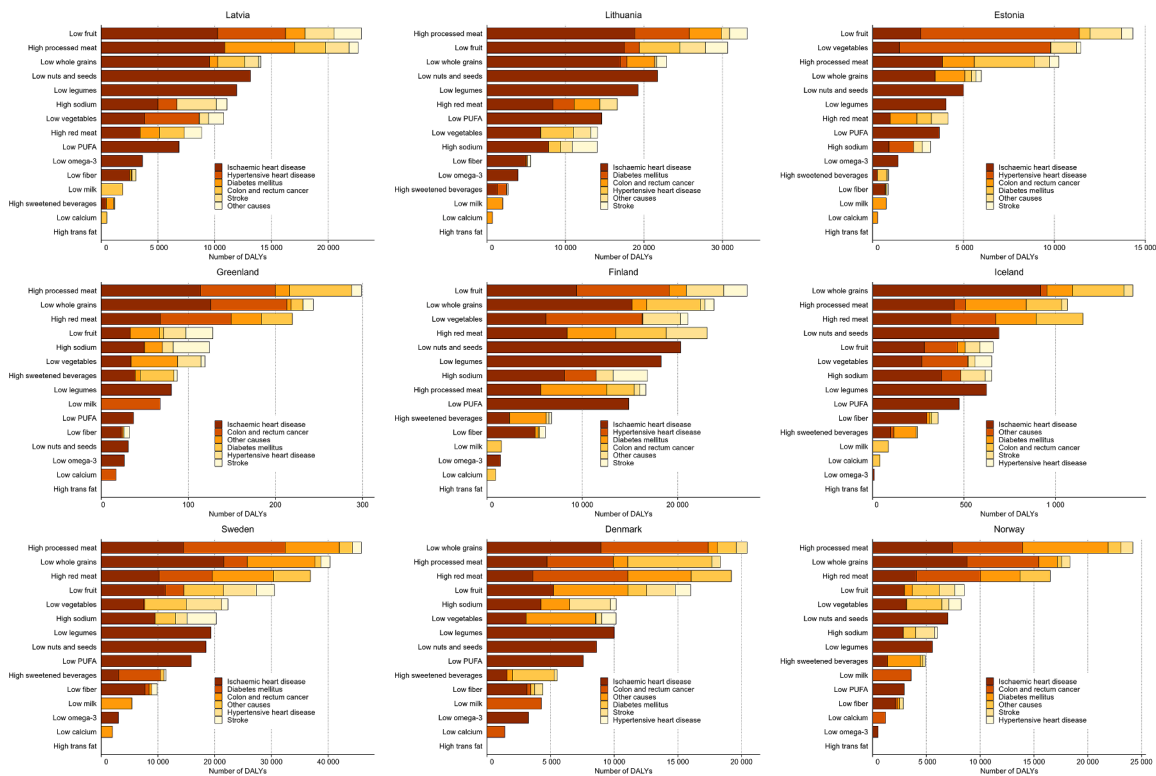 Latvia
Low fruit
High processed meat
Low whole grains
Low nuts and seeds
Low legumes
High sodium
Low vegetables
High red meat
Low PUFA
Low omega-3
Low fiber
Low milk
High sweetened beverages
Low calcium
High trans fat
Ischaemic heart disease
Hypertensive heart disease
Diabetes mellitus
Colon and rectum cancer
Stroke
Other causes
0 5 000 10 000 15 000 20 000
Number of DALYs
Lithuania
High processed meat
Low fruit
Low whole grains
Low nuts and seeds
Low legumes
High red meat
Low PUFA
Low vegetables
High sodium
Low fiber
Low omega-3
High sweetened beverages
Low milk
Low calcium
High trans fat
Ischaemic heart disease
Diabetes mellitus
Colon and rectum cancer
Hypertensive heart disease
Other causes
Stroke
0 10 000 20 000 30 000
Number of DALYs
Estonia
Low fruit
Low vegetables
High processed meat
Low whole grains
Low nuts and seeds
Low legumes
High red meat
Low PUFA
High sodium
Low omega-3
High sweetened beverages
Low fiber
Low milk
Low calcium
High trans fat
Ischaemic heart disease
Hypertensive heart disease
Colon and rectum cancer
Diabetes mellitus
Other causes
Stroke
0 5 000 10 000 15 000
Number of DALYs
Greenland
High processed meat
Low whole grains
High red meat
Low fruit
High sodium
Low vegetables
High sweetened beverages
Low legumes
Low milk
Low PUFA
Low fiber
Low nuts and seeds
Low omega-3
Low calcium
High trans fat
Ischaemic heart disease
Colon and rectum cancer
Other causes
Diabetes mellitus
Hypertensive heart disease
Stroke
0 100 200 300
Number of DALYs
Finland
Low fruit
Low whole grains
Low vegetables
High red meat
Low nuts and seeds
Low legumes
High sodium
High processed meat
Low PUFA
High sweetened beverages
Low fiber
Low milk
Low omega-3
Low calcium
High trans fat
Ischaemic heart disease
Hypertensive heart disease
Diabetes mellitus
Colon and rectum cancer
Other causes
Stroke
0 10 000 20 000
Number of DALYs
Iceland
Low whole grains
High processed meat
High red meat
Low nuts and seeds
Low fruit
Low vegetables
High sodium
Low legumes
Low PUFA
Low fiber
High sweetened beverages
Low milk
Low calcium
Low omega-3
High trans fat
Ischaemic heart disease
Other causes
Diabetes mellitus
Colon and rectum cancer
Stroke
Hypertensive heart disease
0 500 1 000
Number of DALYs
Sweden
High processed meat
Low whole grains
High red meat
Low fruit
Low vegetables
High sodium
Low legumes
Low nuts and seeds
Low PUFA
High sweetened beverages
Low fiber
Low milk
Low omega-3
Low calcium
High trans fat
Ischaemic heart disease
Diabetes mellitus
Colon and rectum cancer
Other causes
Hypertensive heart disease
Stroke
0 10 000 20 000 30 000 40 000
Number of DALYs
Denmark
Low whole grains
High processed meat
High red meat
Low fruit
High sodium
Low vegetables
Low legumes
Low nuts and seeds
Low PUFA
High sweetened beverages
Low fiber
Low milk
Low omega-3
Low calcium
High trans fat
Ischaemic heart disease
Colon and rectum cancer
Other causes
Diabetes mellitus
Stroke
Hypertensive heart disease
0 5 000 10 000 15 000 20 000
Number of DALYs
Norway
High processed meat
Low whole grains
High red meat
Low fruit
Low vegetables
Low nuts and seeds
High sodium
Low legumes
High sweetened beverages
Low milk
Low PUFA
Low fiber
Low calcium
Low omega-3
High trans fat
Ischaemic heart disease
Colon and rectum cancer
Diabetes mellitus
Other causes
Stroke
Hypertensive heart disease
0 5 000 10 000 15 000 20 000 25 000
Number of DALYs